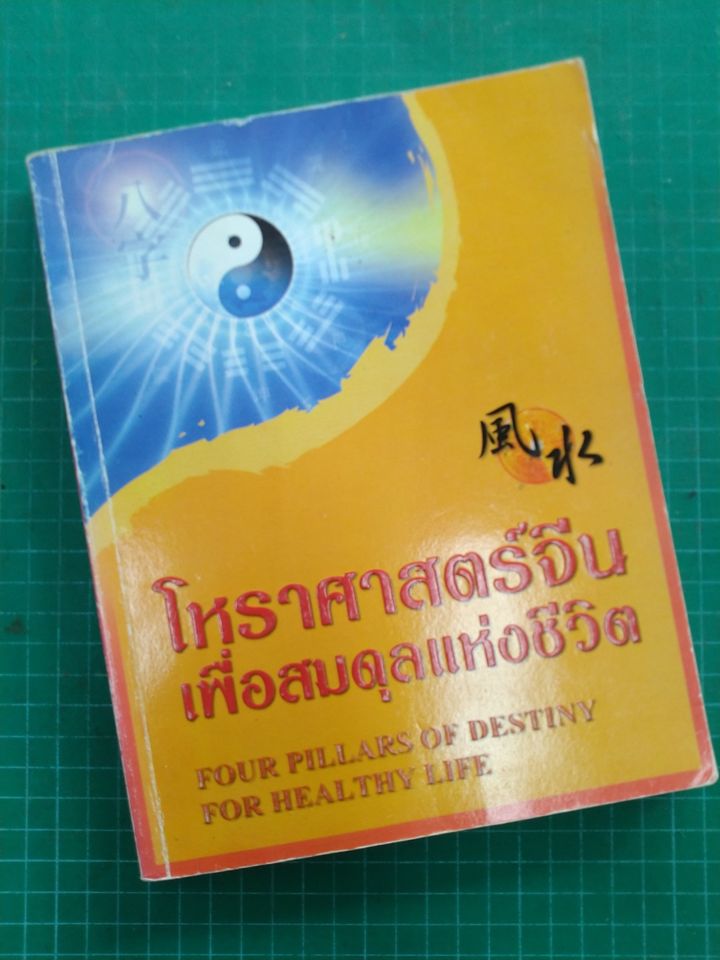 八
字
風水
โหราศาสตร์จีน
เพื่อสมดุลแห่งชีวิต
FOUR PILLARS OF DESTINY
FOR HEALTHY LIFE